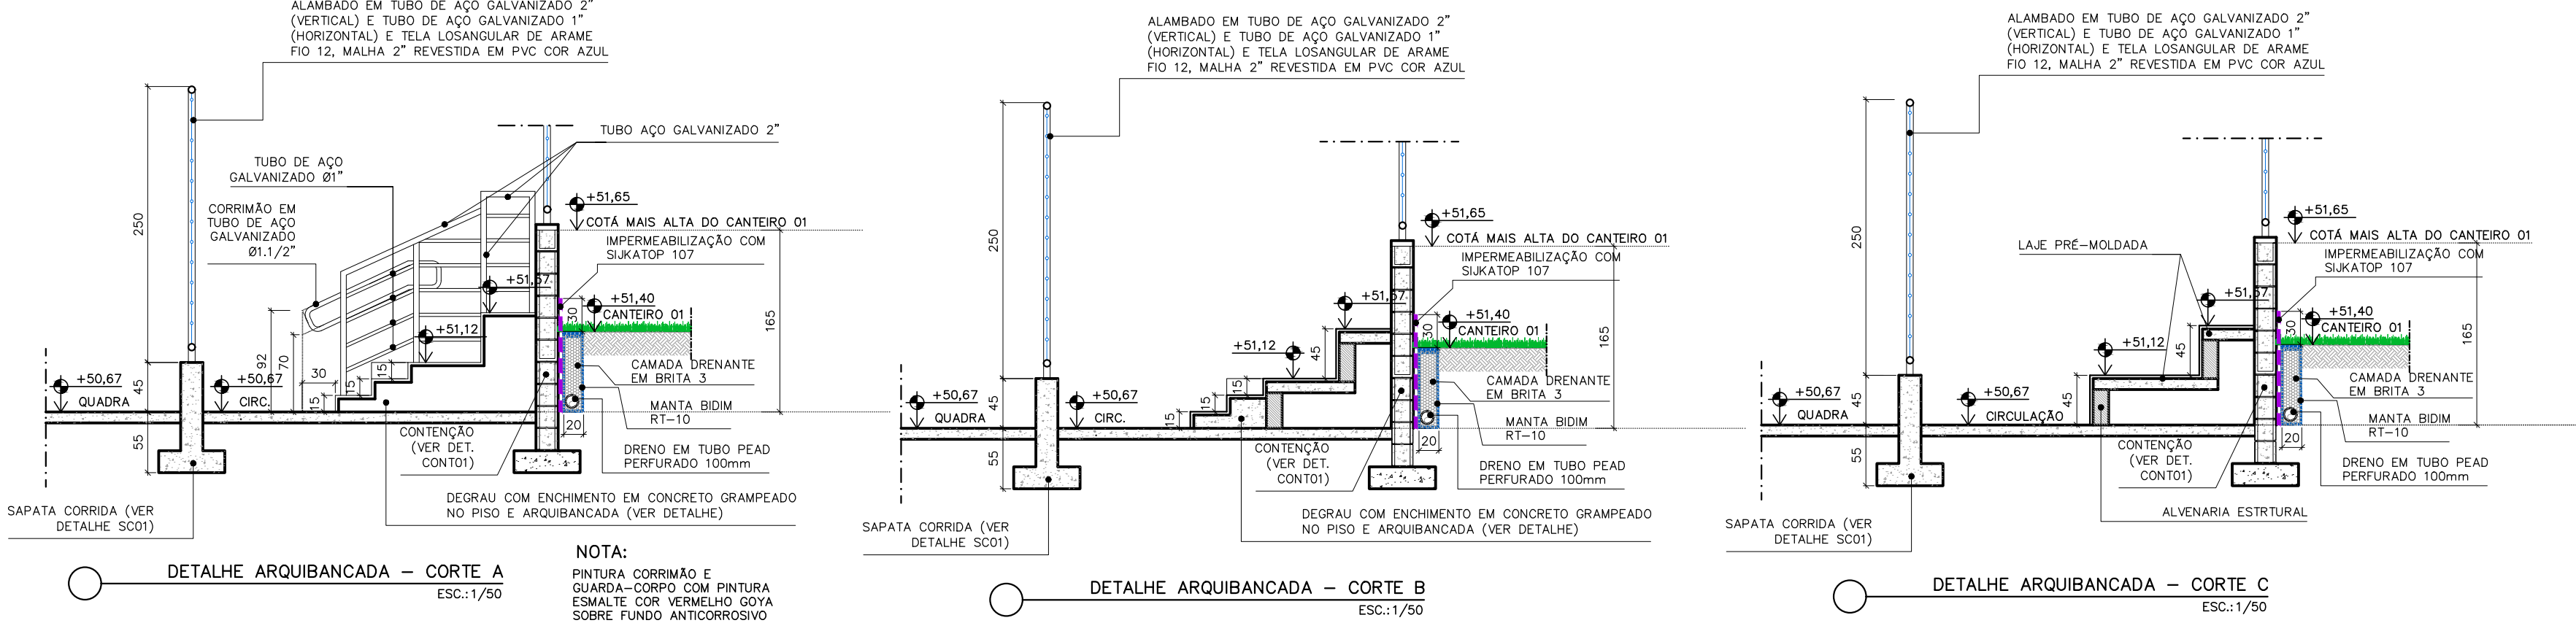 ALAMBADO EM TUBO DE AÇO GALVANIZADO 2"
(VERTICAL) E TUBO DE AÇO GALVANIZADO 1"
(HORIZONTAL) E TELA LOSANGULAR DE ARAME
FIO 12, MALHA 2" REVESTIDA EM PVC COR AZUL
TUBO AÇO GALVANIZADO 2"
TUBO DE AÇO
GALVANIZADO Ø1"
CORRIMÃO EM
TUBO DE AÇO
GALVANIZADO
Ø1.1/2"
250
+51,65
COTÁ MAIS ALTA DO CANTEIRO 01
IMPERMEABILIZAÇÃO COM
SIJKATOP 107
+51,57
+51,40
CANTEIRO 01
30
165
+51,12
92
70
30
15
15
15
45
55
+50,67
QUADRA
+50,67
CIRC.
CAMADA DRENANTE
EM BRITA 3
MANTA BIDIM
RT-10
20
CONTENÇÃO
(VER DET.
CONT01)
DRENO EM TUBO PEAD
PERFURADO 100mm
DEGRAU COM ENCHIMENTO EM CONCRETO GRAMPEADO
NO PISO E ARQUIBANCADA (VER DETALHE)
SAPATA CORRIDA (VER
DETALHE SC01)
DETALHE ARQUIBANCADA - CORTE A
ESC.:1/50
NOTA:
PINTURA CORRIMÃO E
GUARDA-CORPO COM PINTURA
ESMALTE COR VERMELHO GOYA
SOBRE FUNDO ANTICORROSIVO
ALAMBADO EM TUBO DE AÇO GALVANIZADO 2"
(VERTICAL) E TUBO DE AÇO GALVANIZADO 1"
(HORIZONTAL) E TELA LOSANGULAR DE ARAME
FIO 12, MALHA 2" REVESTIDA EM PVC COR AZUL
250
+51,65
COTÁ MAIS ALTA DO CANTEIRO 01
IMPERMEABILIZAÇÃO COM
SIJKATOP 107
+51,57
+51,40
CANTEIRO 01
30
165
+51,12
45
15
15
15
45
55
+50,67
QUADRA
+50,67
CIRC.
CAMADA DRENANTE
EM BRITA 3
MANTA BIDIM
RT-10
20
CONTENÇÃO
(VER DET.
CONT01)
DRENO EM TUBO PEAD
PERFURADO 100mm
DEGRAU COM ENCHIMENTO EM CONCRETO GRAMPEADO
NO PISO E ARQUIBANCADA (VER DETALHE)
SAPATA CORRIDA (VER
DETALHE SC01)
DETALHE ARQUIBANCADA - CORTE B
ESC.:1/50
ALAMBADO EM TUBO DE AÇO GALVANIZADO 2"
(VERTICAL) E TUBO DE AÇO GALVANIZADO 1"
(HORIZONTAL) E TELA LOSANGULAR DE ARAME
FIO 12, MALHA 2" REVESTIDA EM PVC COR AZUL
250
+51,65
COTÁ MAIS ALTA DO CANTEIRO 01
LAJE PRÉ-MOLDADA
IMPERMEABILIZAÇÃO COM
SIJKATOP 107
+51,57
+51,40
CANTEIRO 01
30
165
+51,12
45
45
45
55
+50,67
QUADRA
+50,67
CIRCULAÇÃO
CAMADA DRENANTE
EM BRITA 3
MANTA BIDIM
RT-10
20
CONTENÇÃO
(VER DET.
CONT01)
DRENO EM TUBO PEAD
PERFURADO 100mm
ALVENARIA ESTRTURAL
SAPATA CORRIDA (VER
DETALHE SC01)
DETALHE ARQUIBANCADA - CORTE C
ESC.:1/50